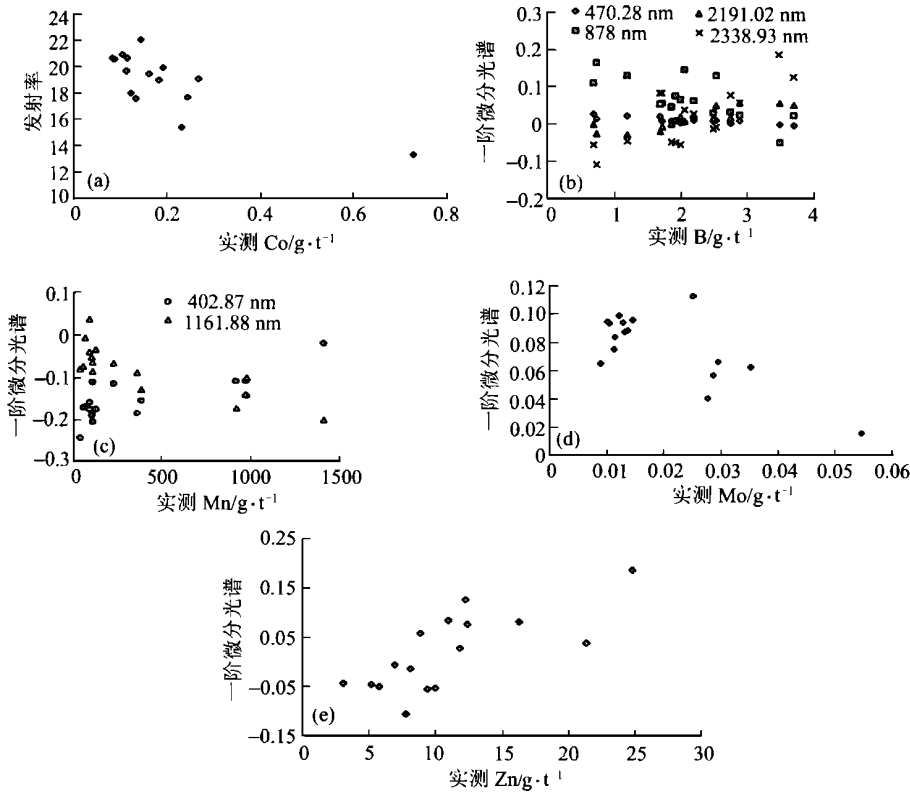 24
22
20
18
16
14
12
10
发射率
(a)
0
0.2
0.4
0.6
0.8
实测 Co/g·t⁻¹
470.28 nm
2191.02 nm
878 nm
2338.93 nm
0.3
0.2
0.1
0
−0.1
−0.2
一阶微分光谱
(b)
0
1
2
3
4
实测 B/g·t⁻¹
402.87 nm
1161.88 nm
0.1
0
−0.1
−0.2
−0.3
一阶微分光谱
(c)
0
500
1000
1500
实测 Mn/g·t⁻¹
0.12
0.10
0.08
0.06
0.04
0.02
0
一阶微分光谱
(d)
0
0.01
0.02
0.03
0.04
0.05
0.06
实测 Mo/g·t⁻¹
0.25
0.15
0.05
−0.05
−0.15
一阶微分光谱
(e)
0
5
10
15
20
25
30
实测 Zn/g·t⁻¹